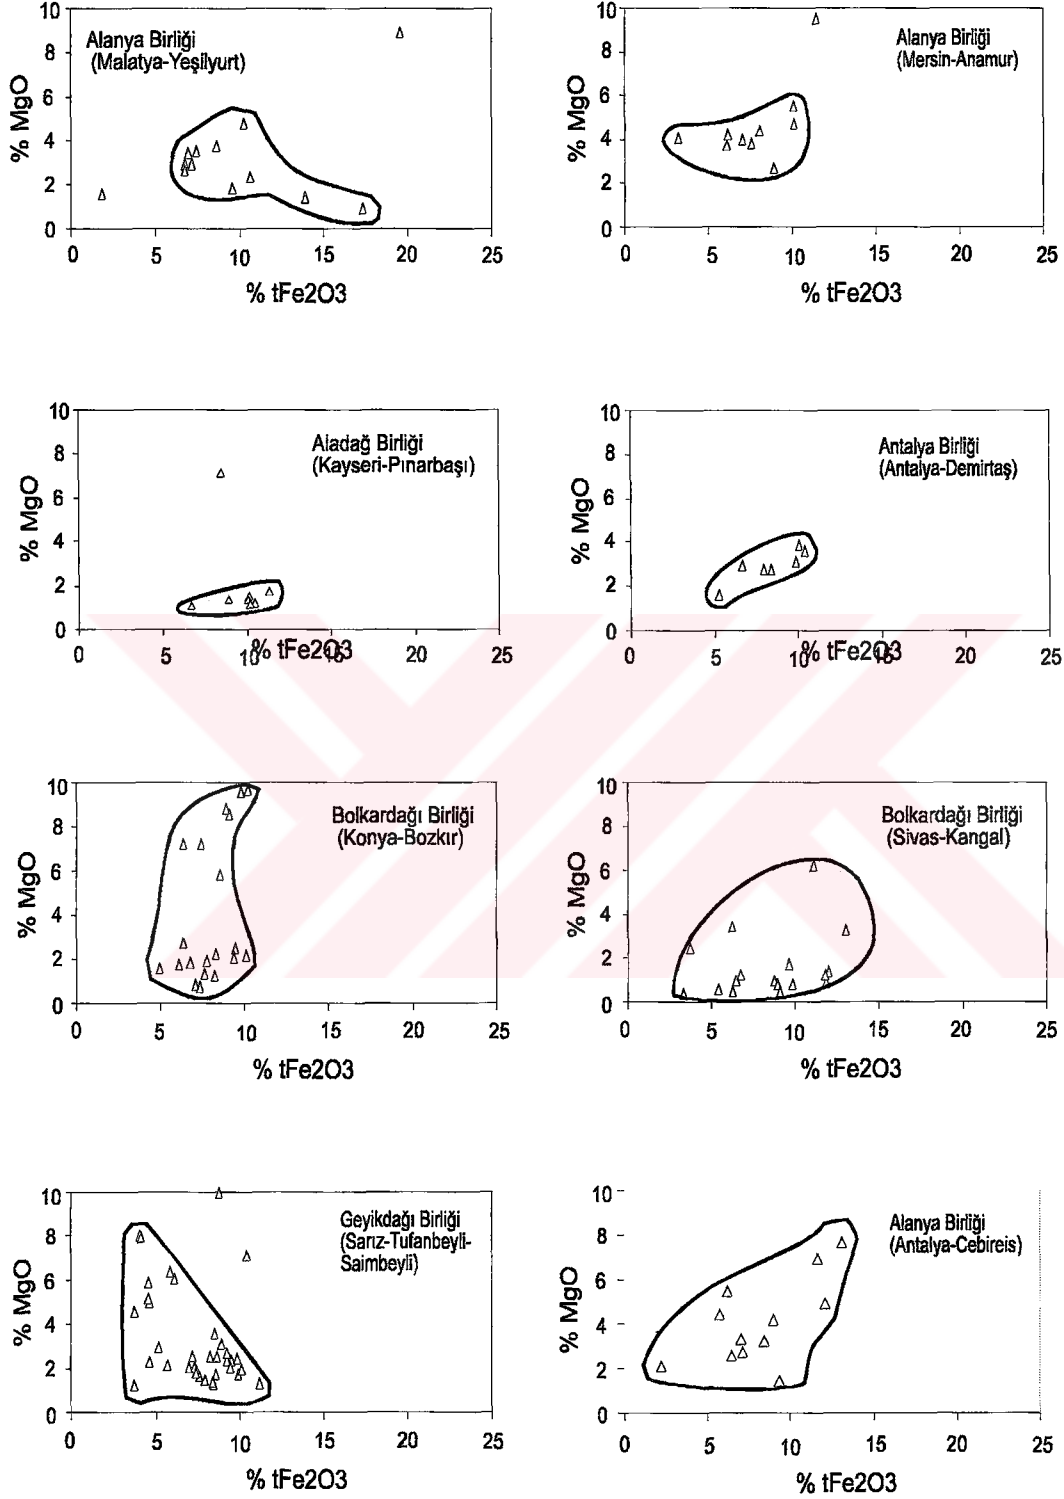 Alanya Birliği
(Malatya-Yeşilyurt)
% MgO
10
8
6
4
2
0
0 5 10 15 20 25
% tFe2O3
Alanya Birliği
(Mersin-Anamur)
% MgO
10
8
6
4
2
0
0 5 10 15 20 25
% tFe2O3
Aladağ Birliği
(Kayseri-Pınarbaşı)
% MgO
10
8
6
4
2
0
0 5 10 15 20 25
% tFe2O3
Antalya Birliği
(Antalya-Demirtaş)
% MgO
10
8
6
4
2
0
0 5 10 15 20 25
% tFe2O3
Bolkardağı Birliği
(Konya-Bozkır)
% MgO
10
8
6
4
2
0
0 5 10 15 20 25
% tFe2O3
Bolkardağı Birliği
(Sivas-Kangal)
% MgO
10
8
6
4
2
0
0 5 10 15 20 25
% tFe2O3
Geyikdağı Birliği
(Sarız-Tufanbeyli-
Saimbeyli)
% MgO
10
8
6
4
2
0
0 5 10 15 20 25
% tFe2O3
Alanya Birliği
(Antalya-Cebireis)
% MgO
10
8
6
4
2
0
0 5 10 15 20 25
% tFe2O3